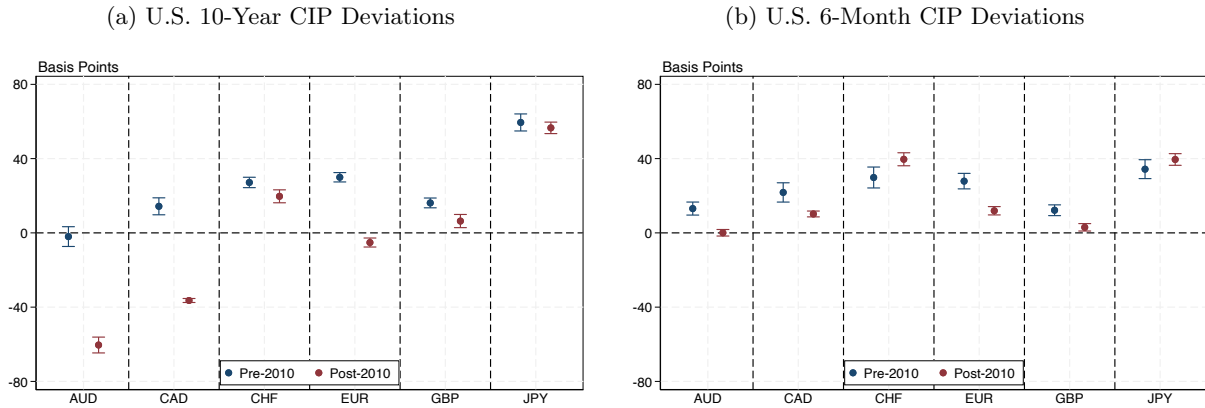 (a) U.S. 10-Year CIP Deviations
Basis Points
80
40
0
-40
-80
Pre-2010 Post-2010
AUD CAD CHF EUR GBP JPY
(b) U.S. 6-Month CIP Deviations
Basis Points
80
40
0
-40
-80
Pre-2010 Post-2010
AUD CAD CHF EUR GBP JPY